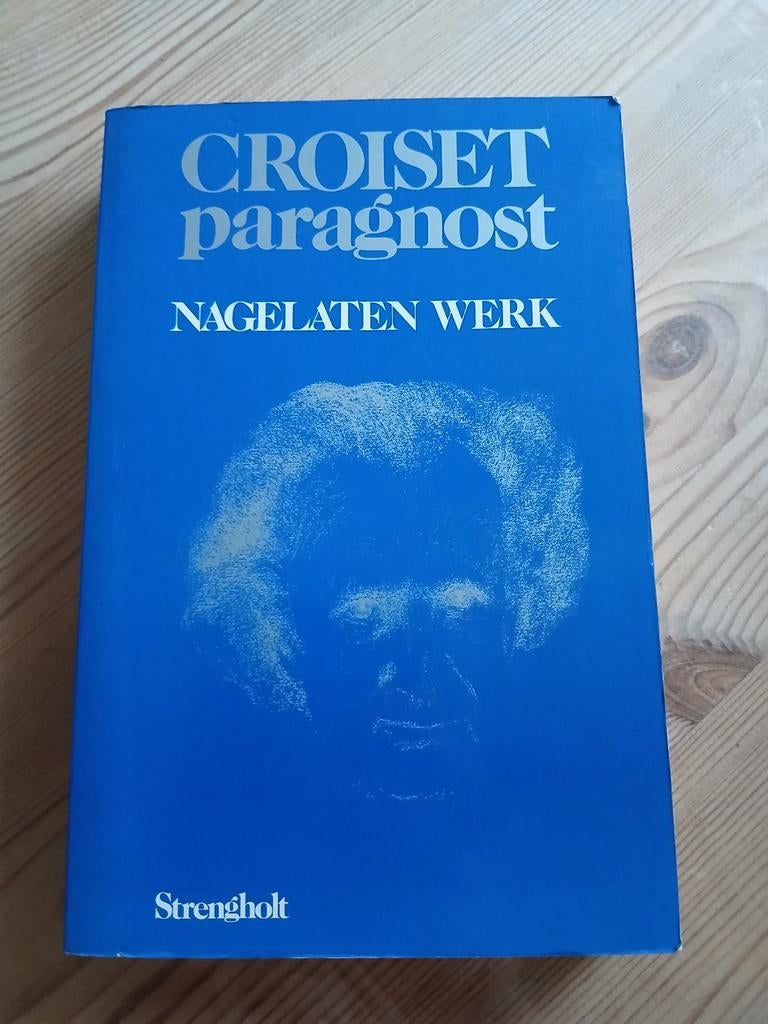 CROISET
paragnost
NAGELATEN WERK
Strengholt